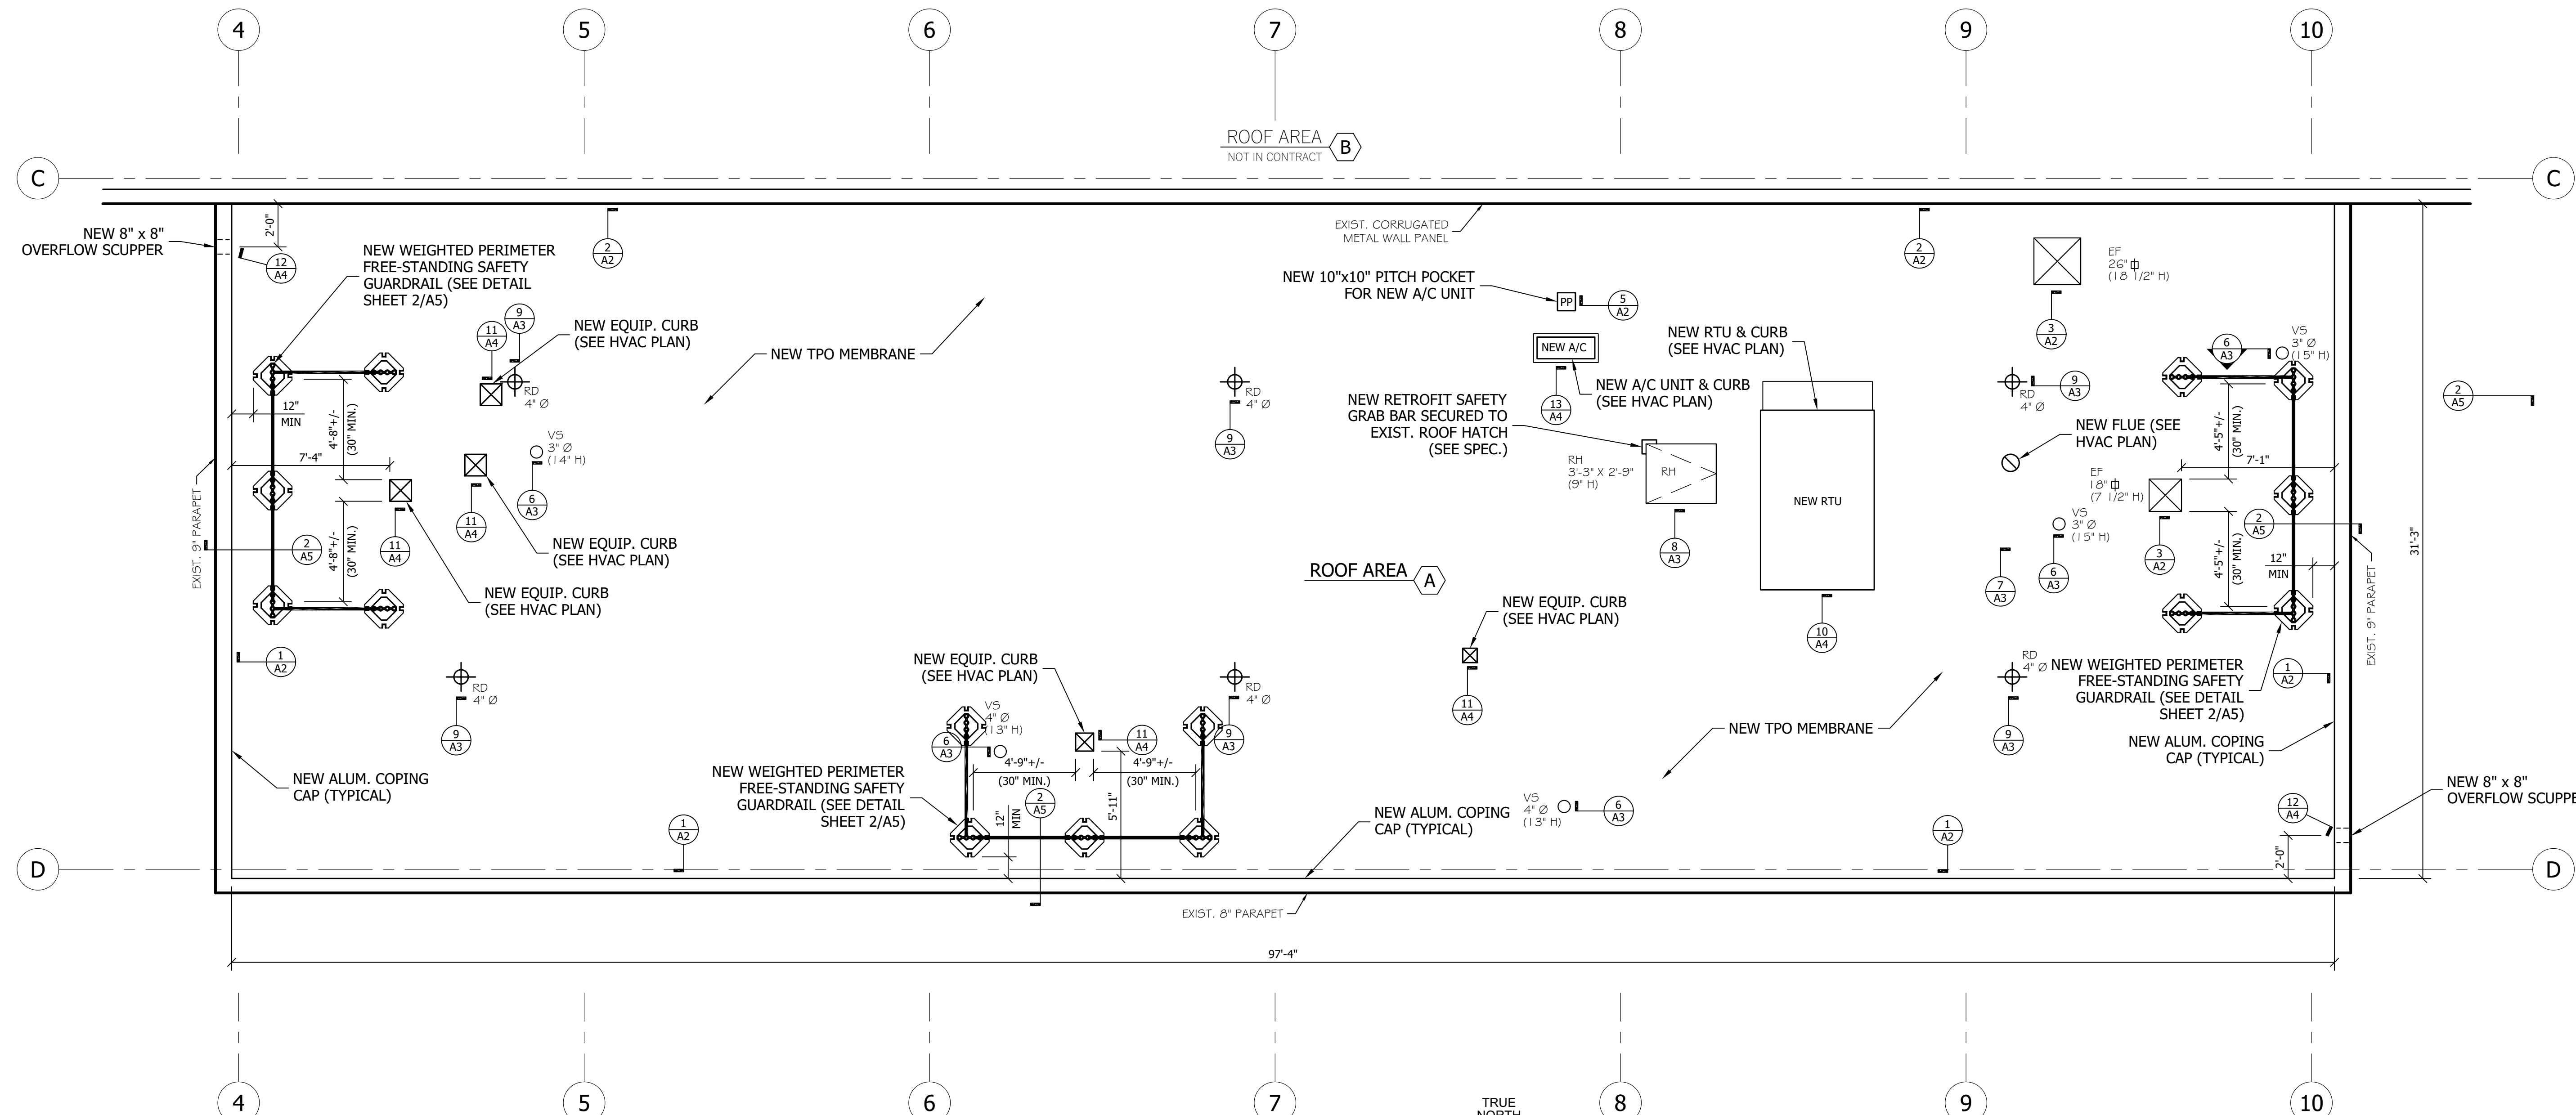 4
5
6
7
8
9
10
ROOF AREA
B
NOT IN CONTRACT
C
C
NEW 8" x 8"
OVERFLOW SCUPPER
2'-0"
12
A4
NEW WEIGHTED PERIMETER
FREE-STANDING SAFETY
GUARDRAIL (SEE DETAIL
SHEET 2/A5)
2
A2
EXIST. CORRUGATED
METAL WALL PANEL
2
A2
EF
26"
(18 1/2" H)
3
A2
NEW 10"x10" PITCH POCKET
FOR NEW A/C UNIT
PP
5
A2
11
A4
9
A3
NEW EQUIP. CURB
(SEE HVAC PLAN)
RD
4" Ø
NEW TPO MEMBRANE
RD
4" Ø
9
A3
NEW A/C
NEW A/C UNIT & CURB
(SEE HVAC PLAN)
13
A4
NEW RTU & CURB
(SEE HVAC PLAN)
NEW RETROFIT SAFETY
GRAB BAR SECURED TO
EXIST. ROOF HATCH
(SEE SPEC.)
RH
3'-3" X 2'-9"
(9" H)
RH
8
A3
NEW RTU
10
A4
RD
4" Ø
9
A3
6
A3
VS
3" Ø
(15" H)
2
A5
NEW FLUE (SEE
HVAC PLAN)
4'-5"+/-
(30" MIN.)
7'-1"
EF
18"
(7 1/2" H)
3
A2
2
A5
VS
3" Ø
(15" H)
6
A3
7
A3
4'-5"+/-
(30" MIN.)
12"
MIN
31'-3"
EXIST. 9" PARAPET
12"
MIN
4'-8"+/-
(30" MIN.)
7'-4"
VS
3" Ø
(14" H)
6
A3
11
A4
NEW EQUIP. CURB
(SEE HVAC PLAN)
11
A4
NEW EQUIP. CURB
(SEE HVAC PLAN)
4'-8"+/-
(30" MIN.)
2
A5
EXIST. 9" PARAPET
1
A2
RD
4" Ø
9
A3
NEW ALUM. COPING
CAP (TYPICAL)
1
A2
ROOF AREA
A
NEW EQUIP. CURB
(SEE HVAC PLAN)
11
A4
NEW EQUIP. CURB
(SEE HVAC PLAN)
VS
4" Ø
(13" H)
6
A3
11
A4
RD
4" Ø
9
A3
4'-9"+/-
(30" MIN.)
4'-9"+/-
(30" MIN.)
NEW WEIGHTED PERIMETER
FREE-STANDING SAFETY
GUARDRAIL (SEE DETAIL
SHEET 2/A5)
12"
MIN
2
A5
5'-11"
NEW ALUM. COPING
CAP (TYPICAL)
VS
4" Ø
(13" H)
6
A3
NEW TPO MEMBRANE
RD
4" Ø
9
A3
NEW WEIGHTED PERIMETER
FREE-STANDING SAFETY
GUARDRAIL (SEE DETAIL
SHEET 2/A5)
1
A2
NEW ALUM. COPING
CAP (TYPICAL)
NEW 8" x 8"
OVERFLOW SCUPPE
12
A4
1
A2
2'-0"
D
D
EXIST. 8" PARAPET
97'-4"
4
5
6
7
TRUE
NORTH
8
9
10